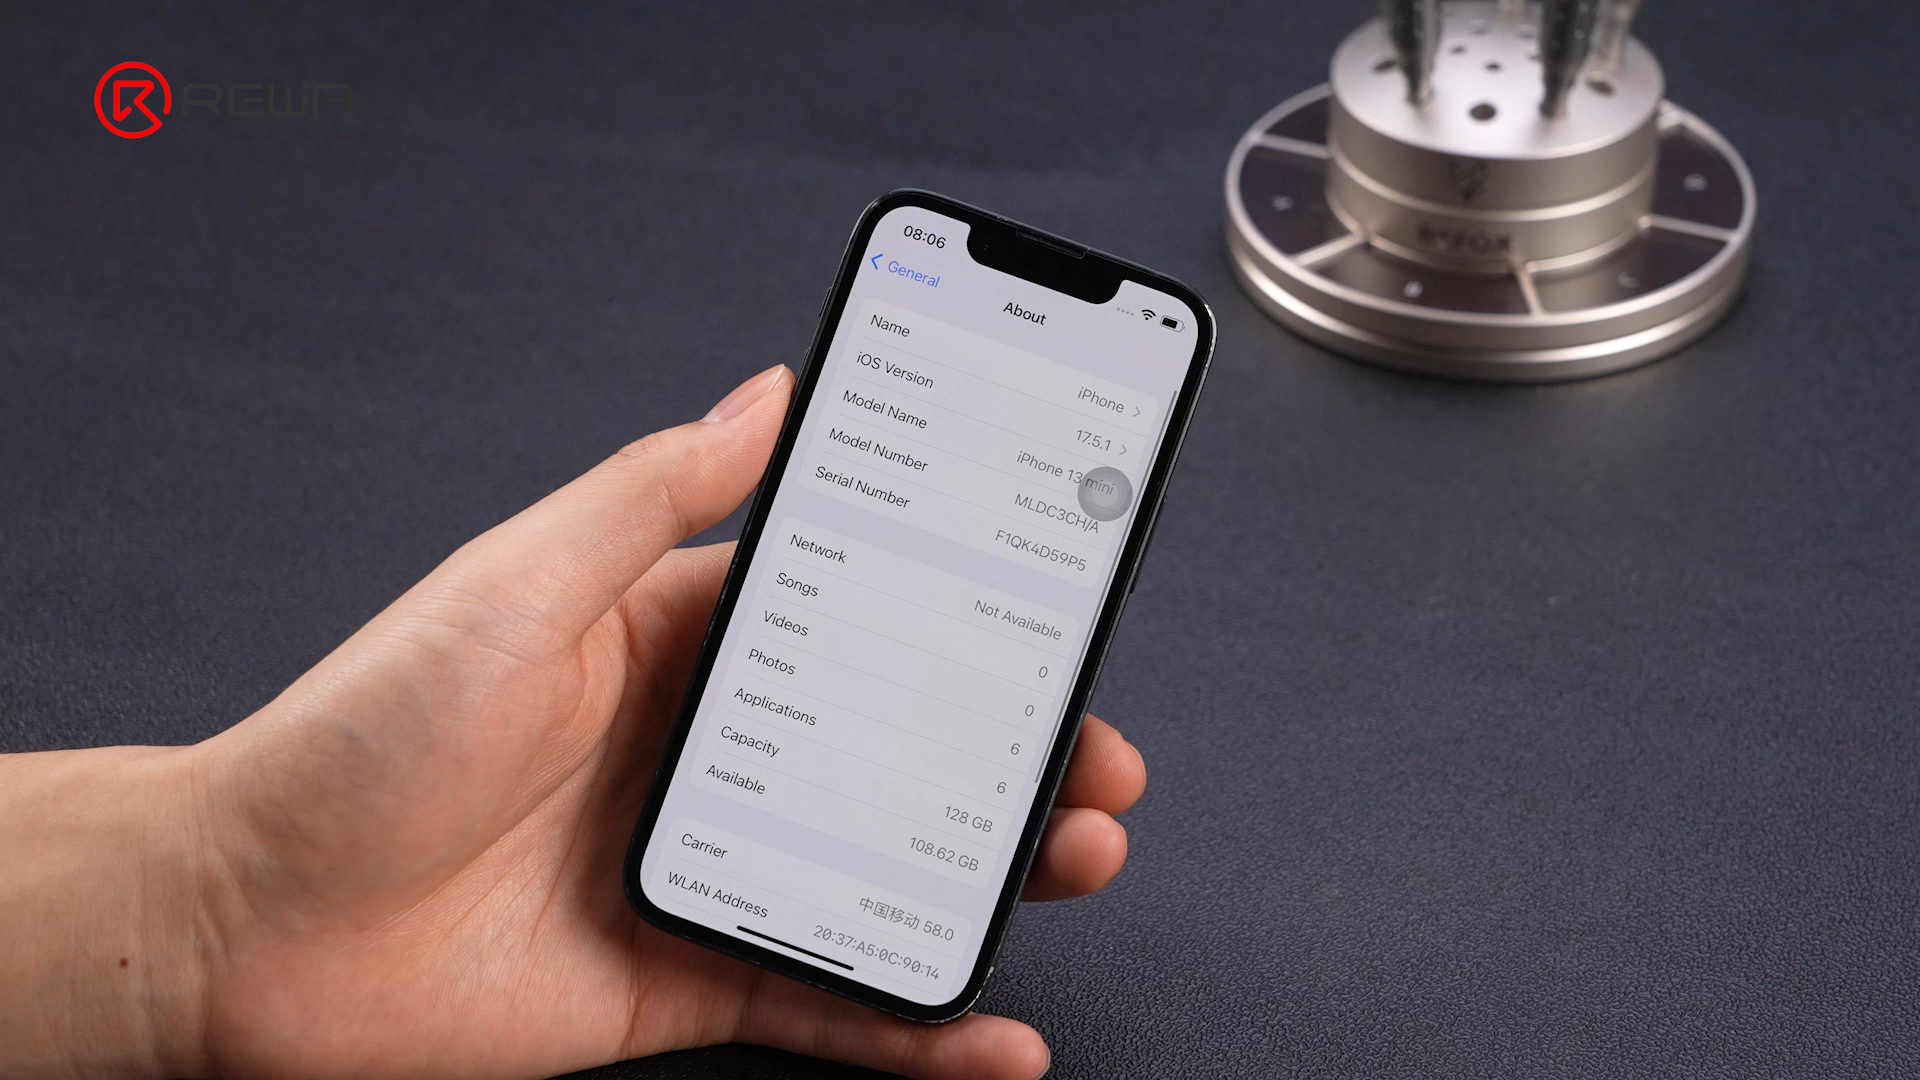 REWA
08:06
General
About
Name iPhone
iOS Version 17.5.1
Model Name iPhone 13 mini
Model Number MLDC3CH/A
Serial Number F1QK4D59P5
Network Not Available
Songs 0
Videos 0
Photos 6
Applications 6
Capacity 128 GB
Available 108.62 GB
Carrier 中国移动 58.0
WLAN Address 20:37:A5:0C:90:14